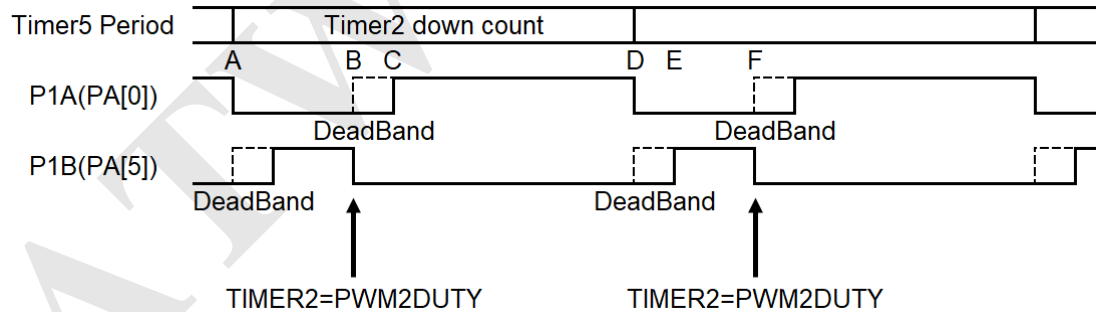 Timer5 Period Timer2 down count
A B C D E F
P1A(PA[0])
DeadBand DeadBand
P1B(PA[5])
DeadBand DeadBand
TIMER2=PWM2DUTY TIMER2=PWM2DUTY